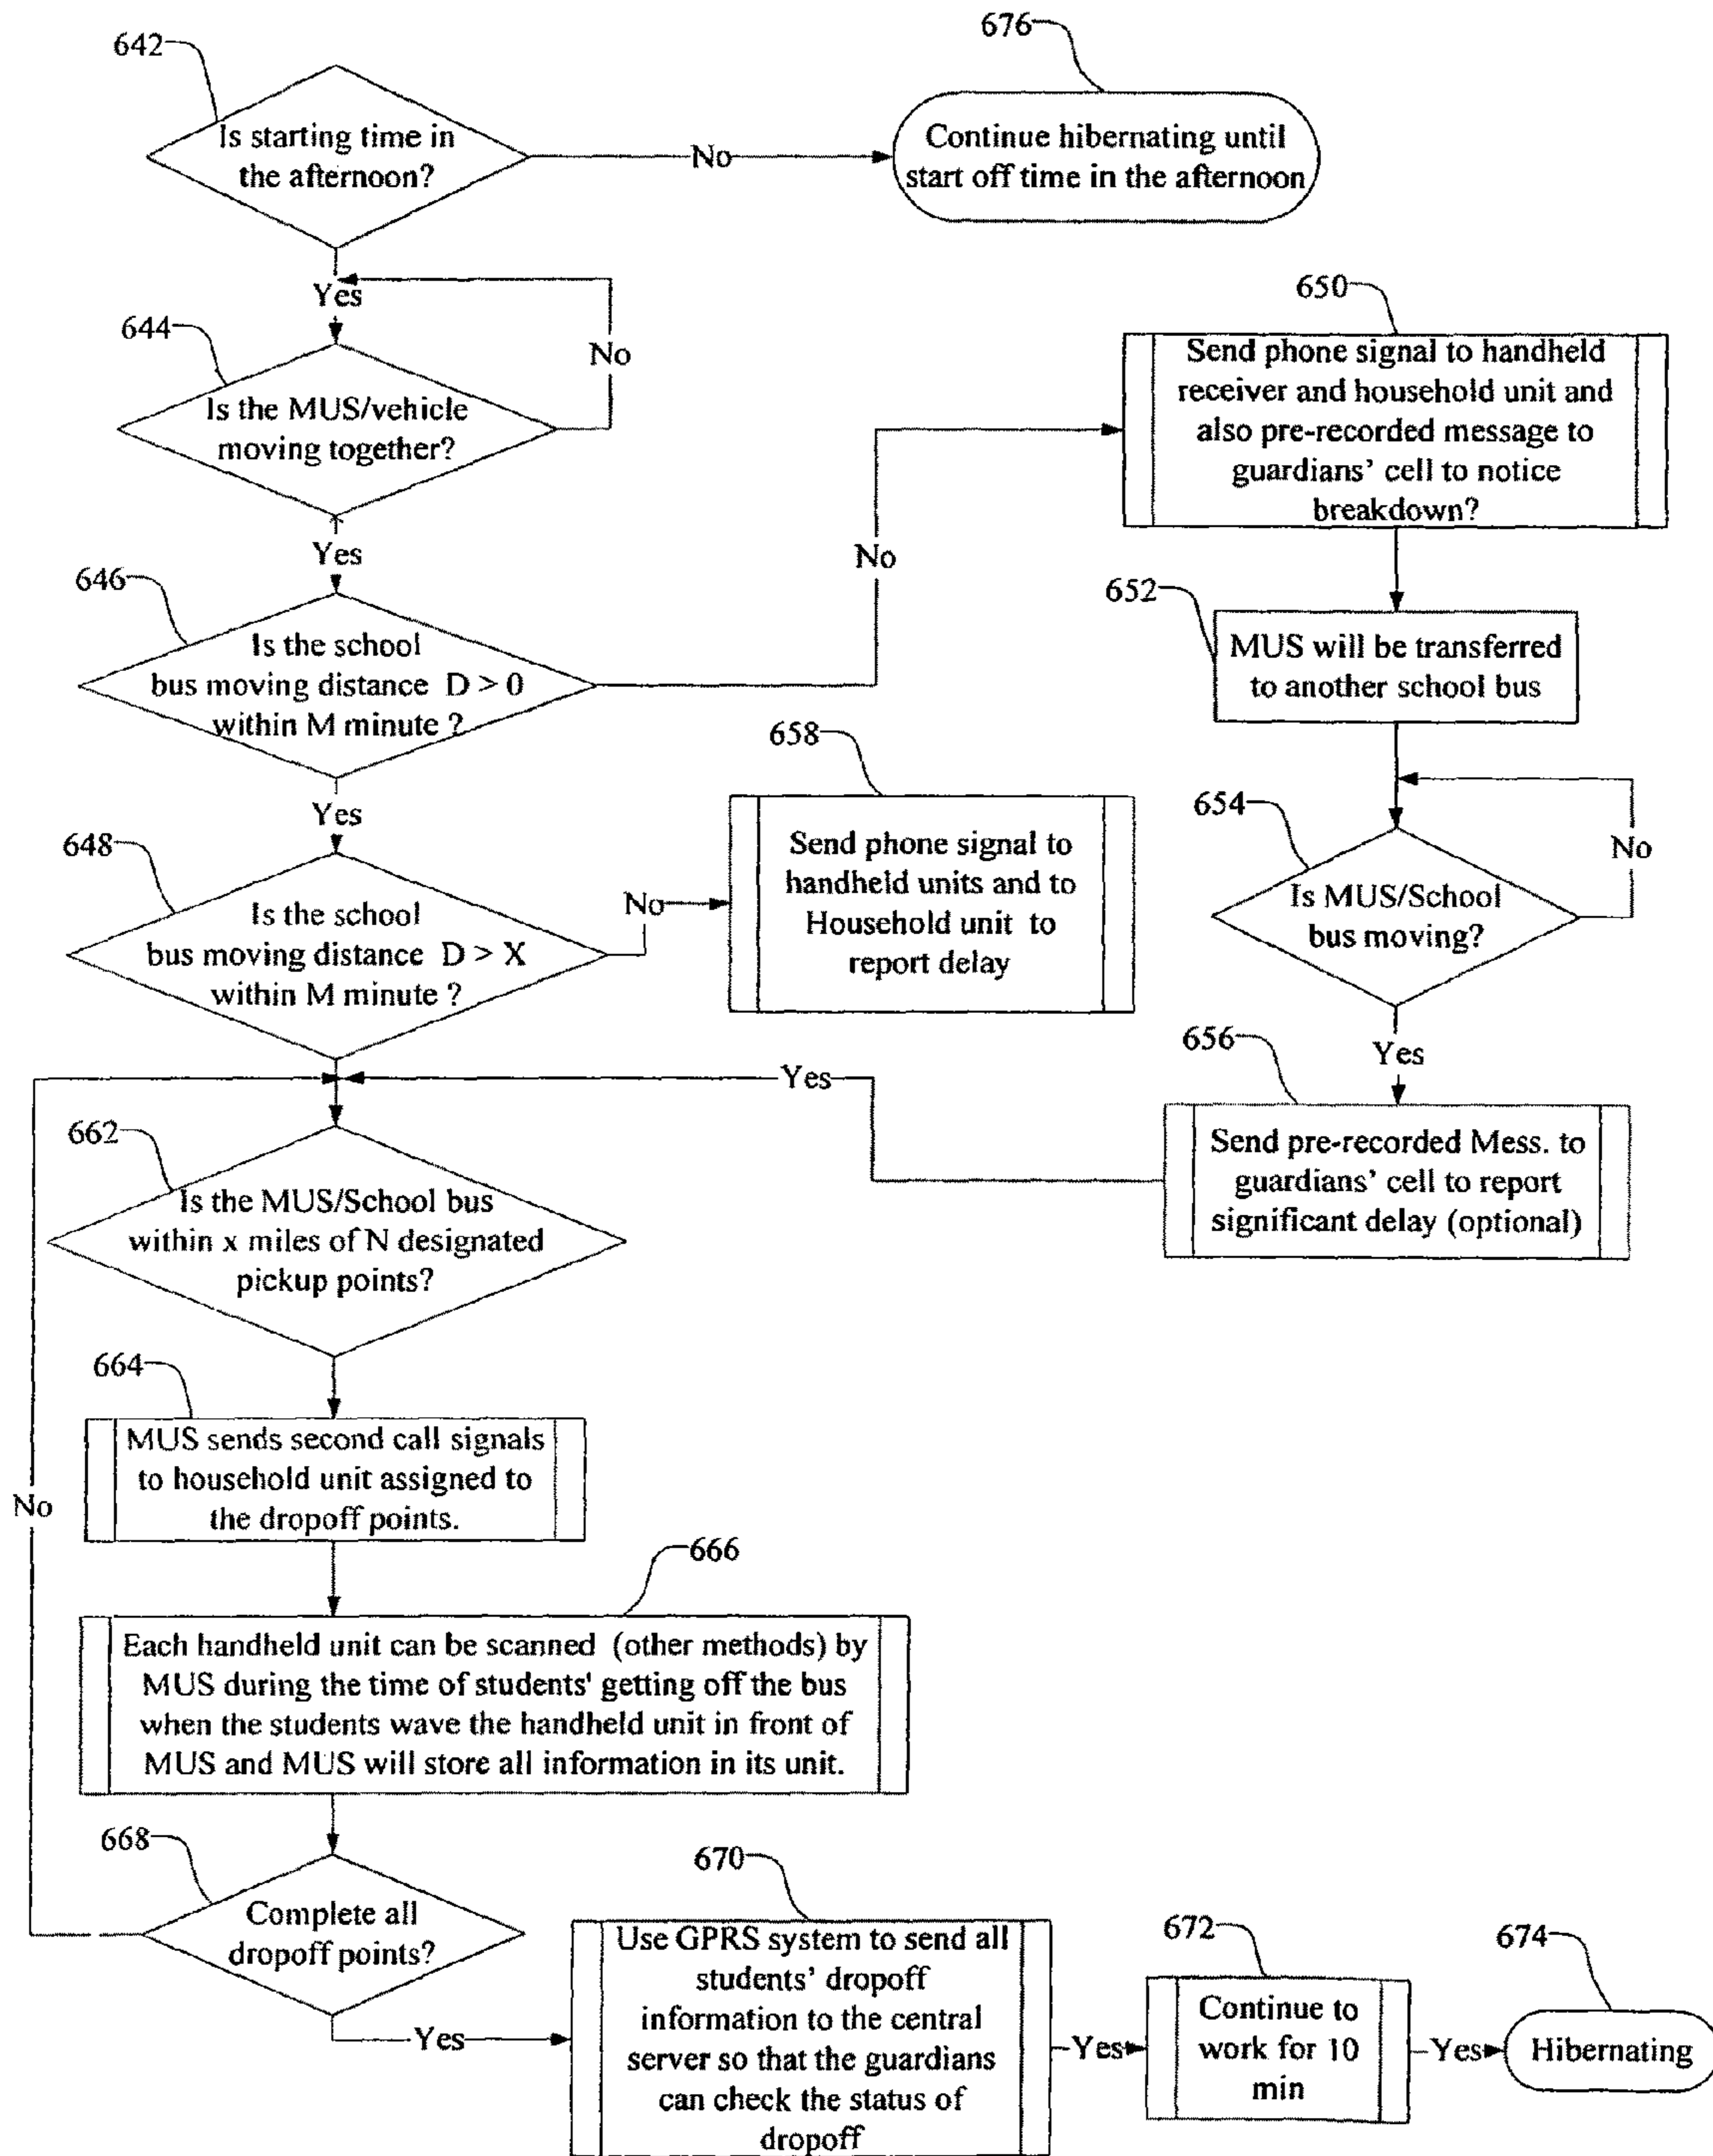 642
676
Is starting time in
the afternoon?
No
Continue hibernating until
start off time in the afternoon
Yes
644
No
Is the MUS/vehicle
moving together?
650
Send phone signal to handheld
receiver and household unit and
also pre-recorded message to
guardians' cell to notice
breakdown?
Yes
No
646
Is the school
bus moving distance D > 0
within M minute ?
652
MUS will be transferred
to another school bus
Yes
658
Send phone signal to
handheld units and to
Household unit to
report delay
654
No
Is MUS/School
bus moving?
648
Is the school
bus moving distance D > X
within M minute ?
No
Yes
656
Send pre-recorded Mess. to
guardians' cell to report
significant delay (optional)
Yes
662
Is the MUS/School bus
within x miles of N designated
pickup points?
664
MUS sends second call signals
to household unit assigned to
the dropoff points.
No
666
Each handheld unit can be scanned (other methods) by
MUS during the time of students' getting off the bus
when the students wave the handheld unit in front of
MUS and MUS will store all information in its unit.
668
Complete all
dropoff points?
Yes
670
Use GPRS system to send all
students' dropoff
information to the central
server so that the guardians
can check the status of
dropoff
Yes
672
Continue to
work for 10
min
Yes
674
Hibernating